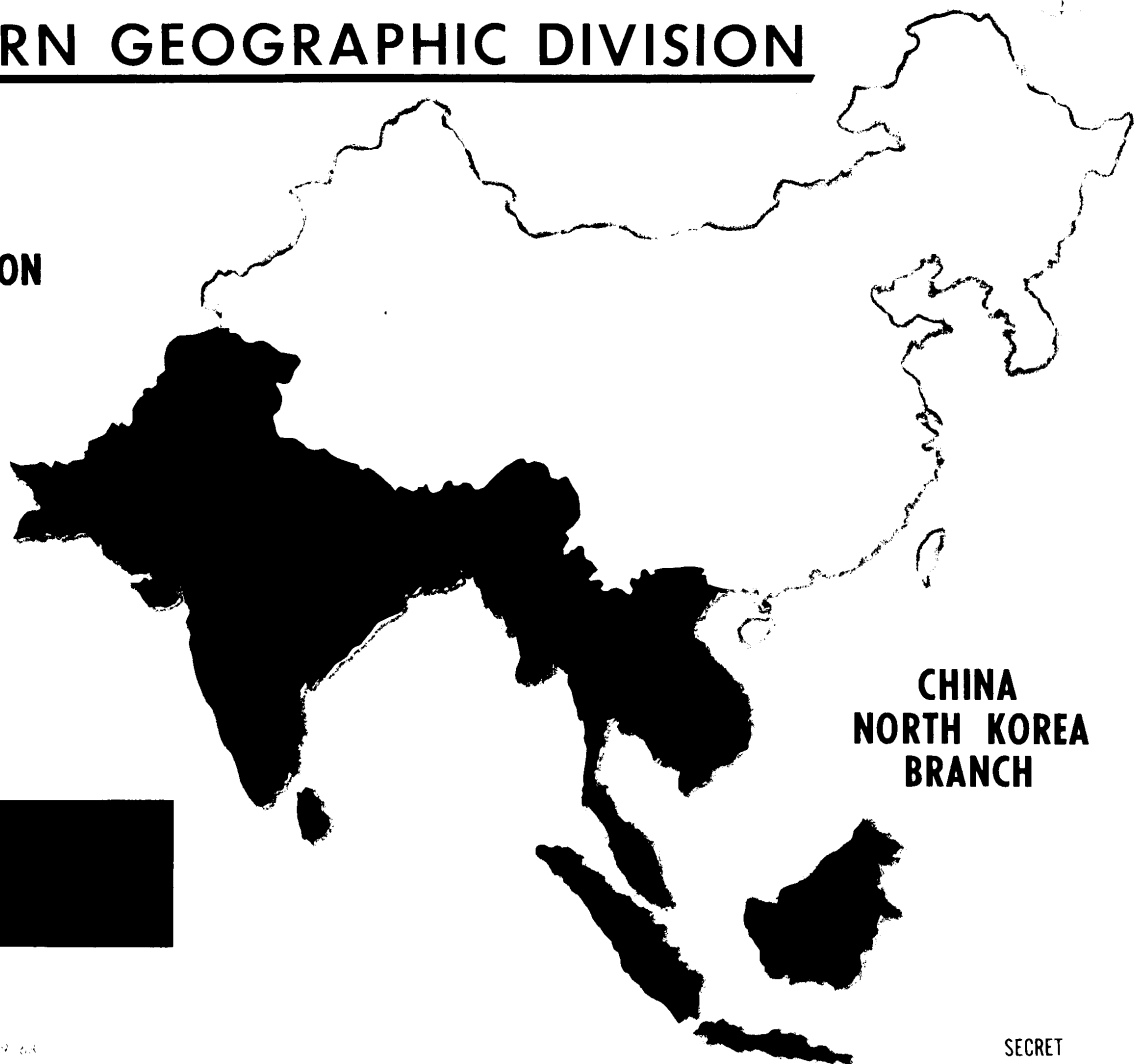 RN GEOGRAPHIC DIVISION
ON
CHINA
NORTH KOREA
BRANCH
SECRET